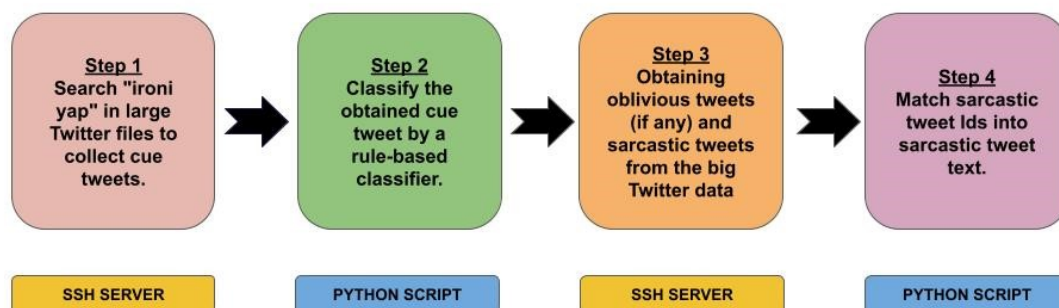 Step 1
Search "ironi
yap" in large
Twitter files to
collect cue
tweets.
Step 2
Classify the
obtained cue
tweet by a
rule-based
classifier.
Step 3
Obtaining
oblivious tweets
(if any) and
sarcastic tweets
from the big
Twitter data
Step 4
Match sarcastic
tweet Ids into
sarcastic tweet
text.
SSH SERVER
PYTHON SCRIPT
SSH SERVER
PYTHON SCRIPT